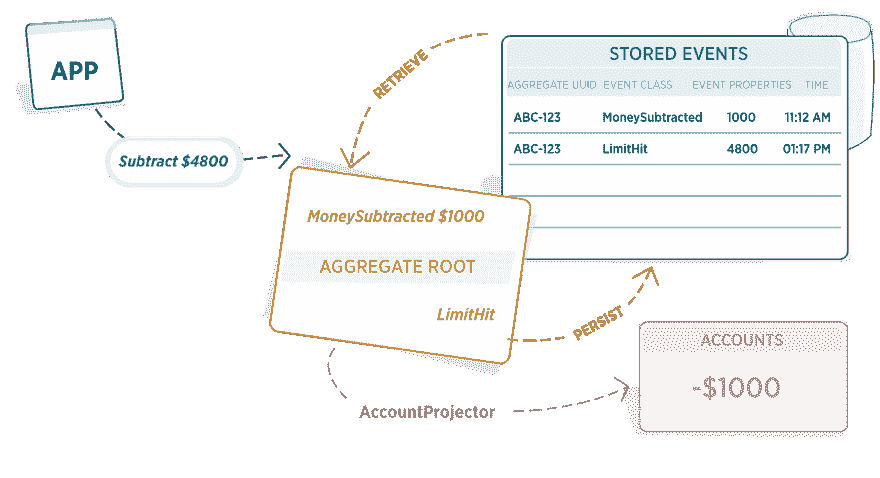 APP
Subtract $4800
RETRIEVE
STORED EVENTS
AGGREGATE UUID EVENT CLASS EVENT PROPERTIES TIME
ABC-123 MoneySubtracted 1000 11:12 AM
ABC-123 LimitHit 4800 01:17 PM
MoneySubtracted $1000
AGGREGATE ROOT
LimitHit
PERSIST
ACCOUNTS
-$1000
AccountProjector